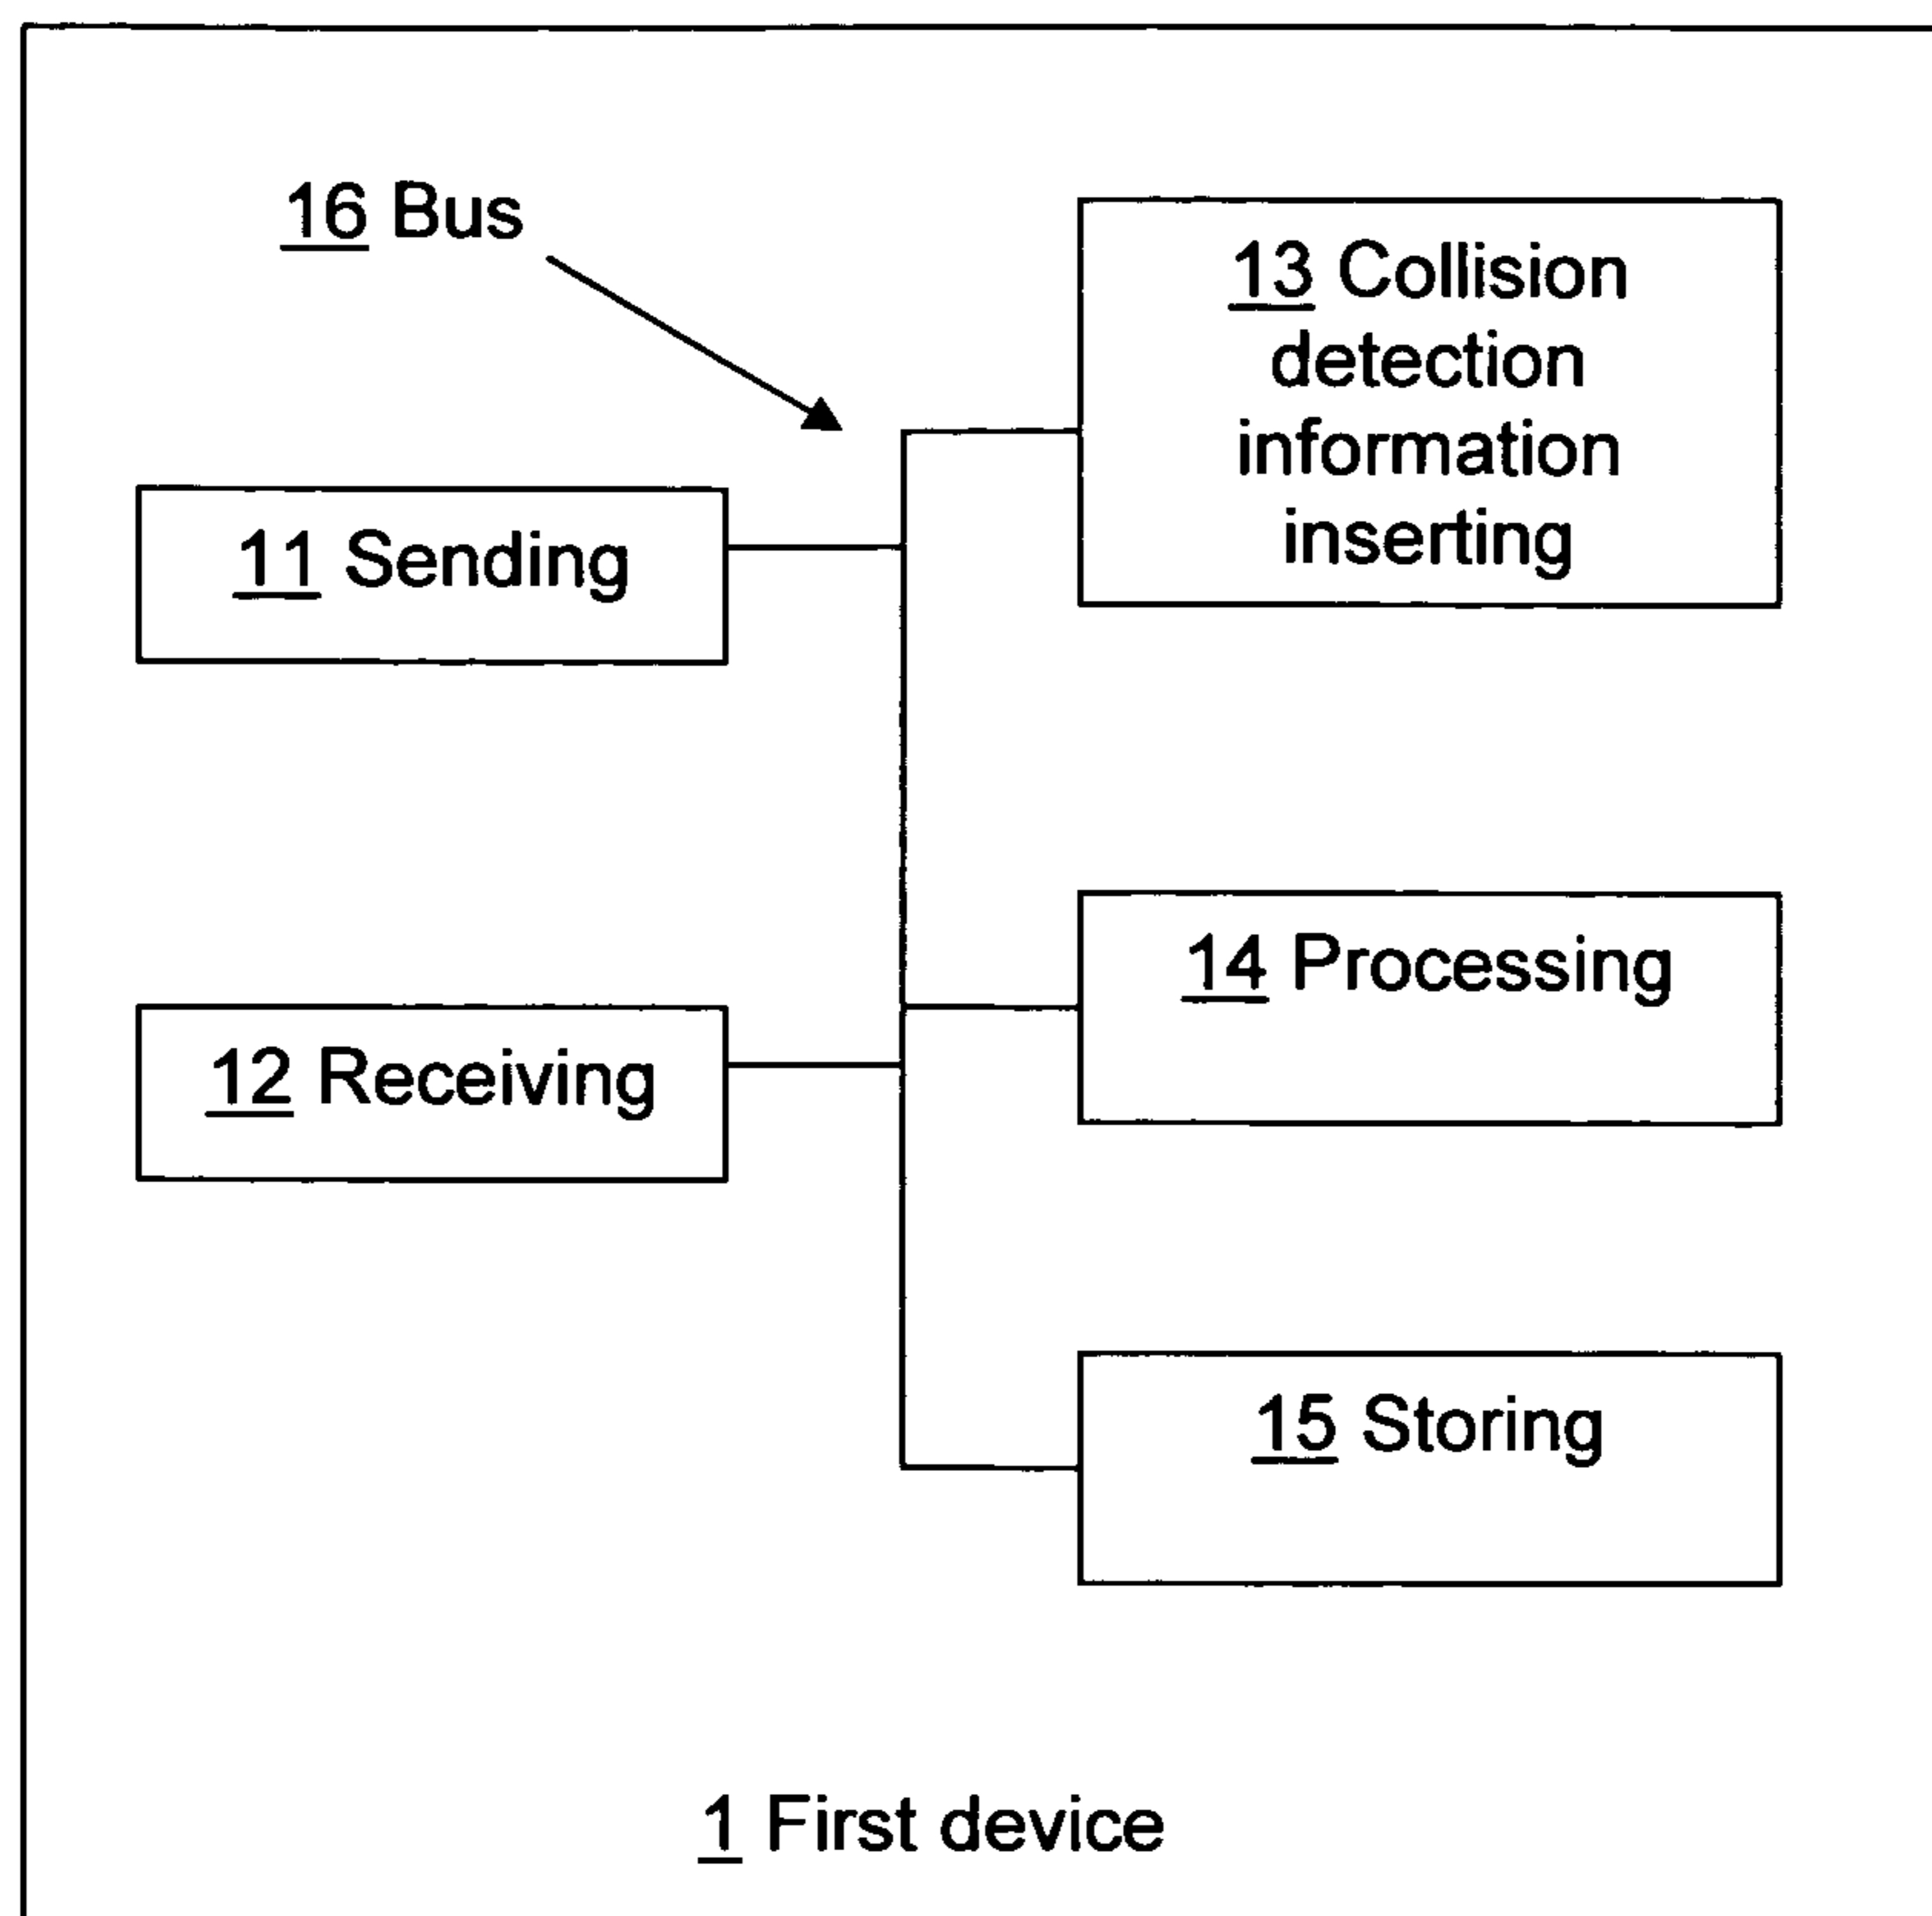 16 Bus
13 Collision
detection
information
inserting
11 Sending
14 Processing
12 Receiving
15 Storing
1 First device